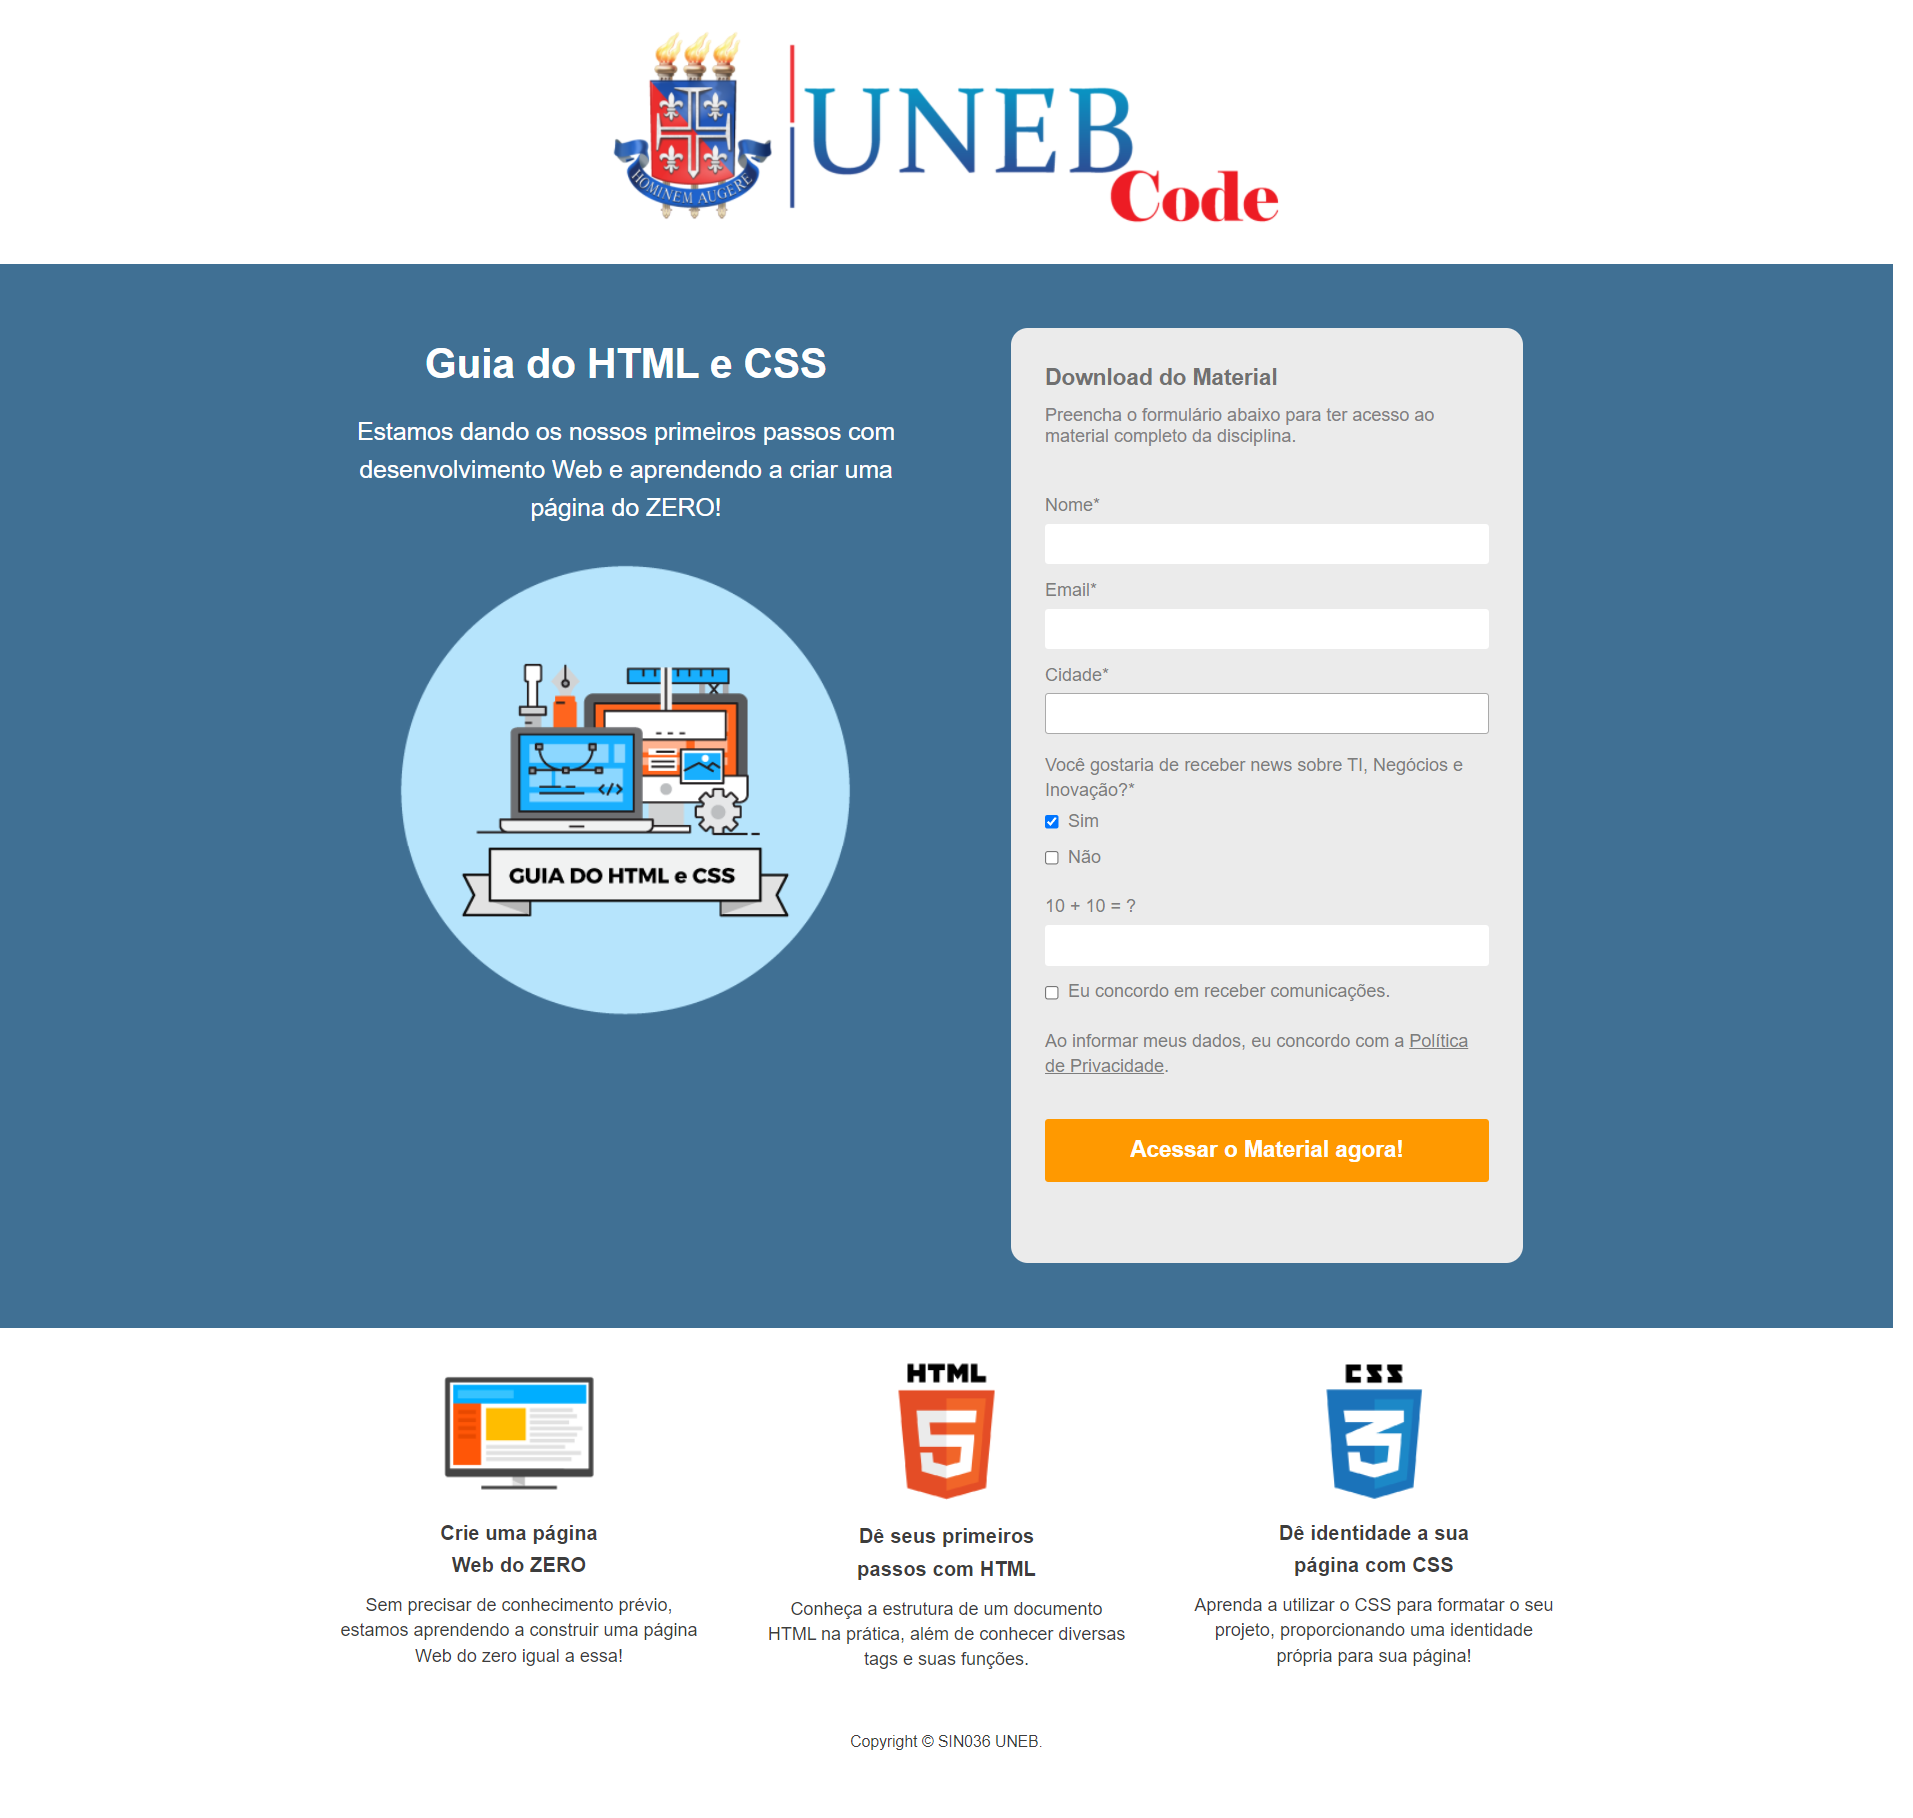 HOMINEM AUGERE
UNEB
Code
Guia do HTML e CSS
Estamos dando os nossos primeiros passos com
desenvolvimento Web e aprendendo a criar uma
página do ZERO!
</>
GUIA DO HTML e CSS
Download do Material
Preencha o formulário abaixo para ter acesso ao
material completo da disciplina.
Nome*
Email*
Cidade*
Você gostaria de receber news sobre TI, Negócios e
Inovação?*
Sim
Não
10 + 10 = ?
Eu concordo em receber comunicações.
Ao informar meus dados, eu concordo com a Política
de Privacidade.
Acessar o Material agora!
HTML
5
CSS
3
Crie uma página
Web do ZERO
Sem precisar de conhecimento prévio,
estamos aprendendo a construir uma página
Web do zero igual a essa!
Dê seus primeiros
passos com HTML
Conheça a estrutura de um documento
HTML na prática, além de conhecer diversas
tags e suas funções.
Dê identidade a sua
página com CSS
Aprenda a utilizar o CSS para formatar o seu
projeto, proporcionando uma identidade
própria para sua página!
Copyright © SIN036 UNEB.